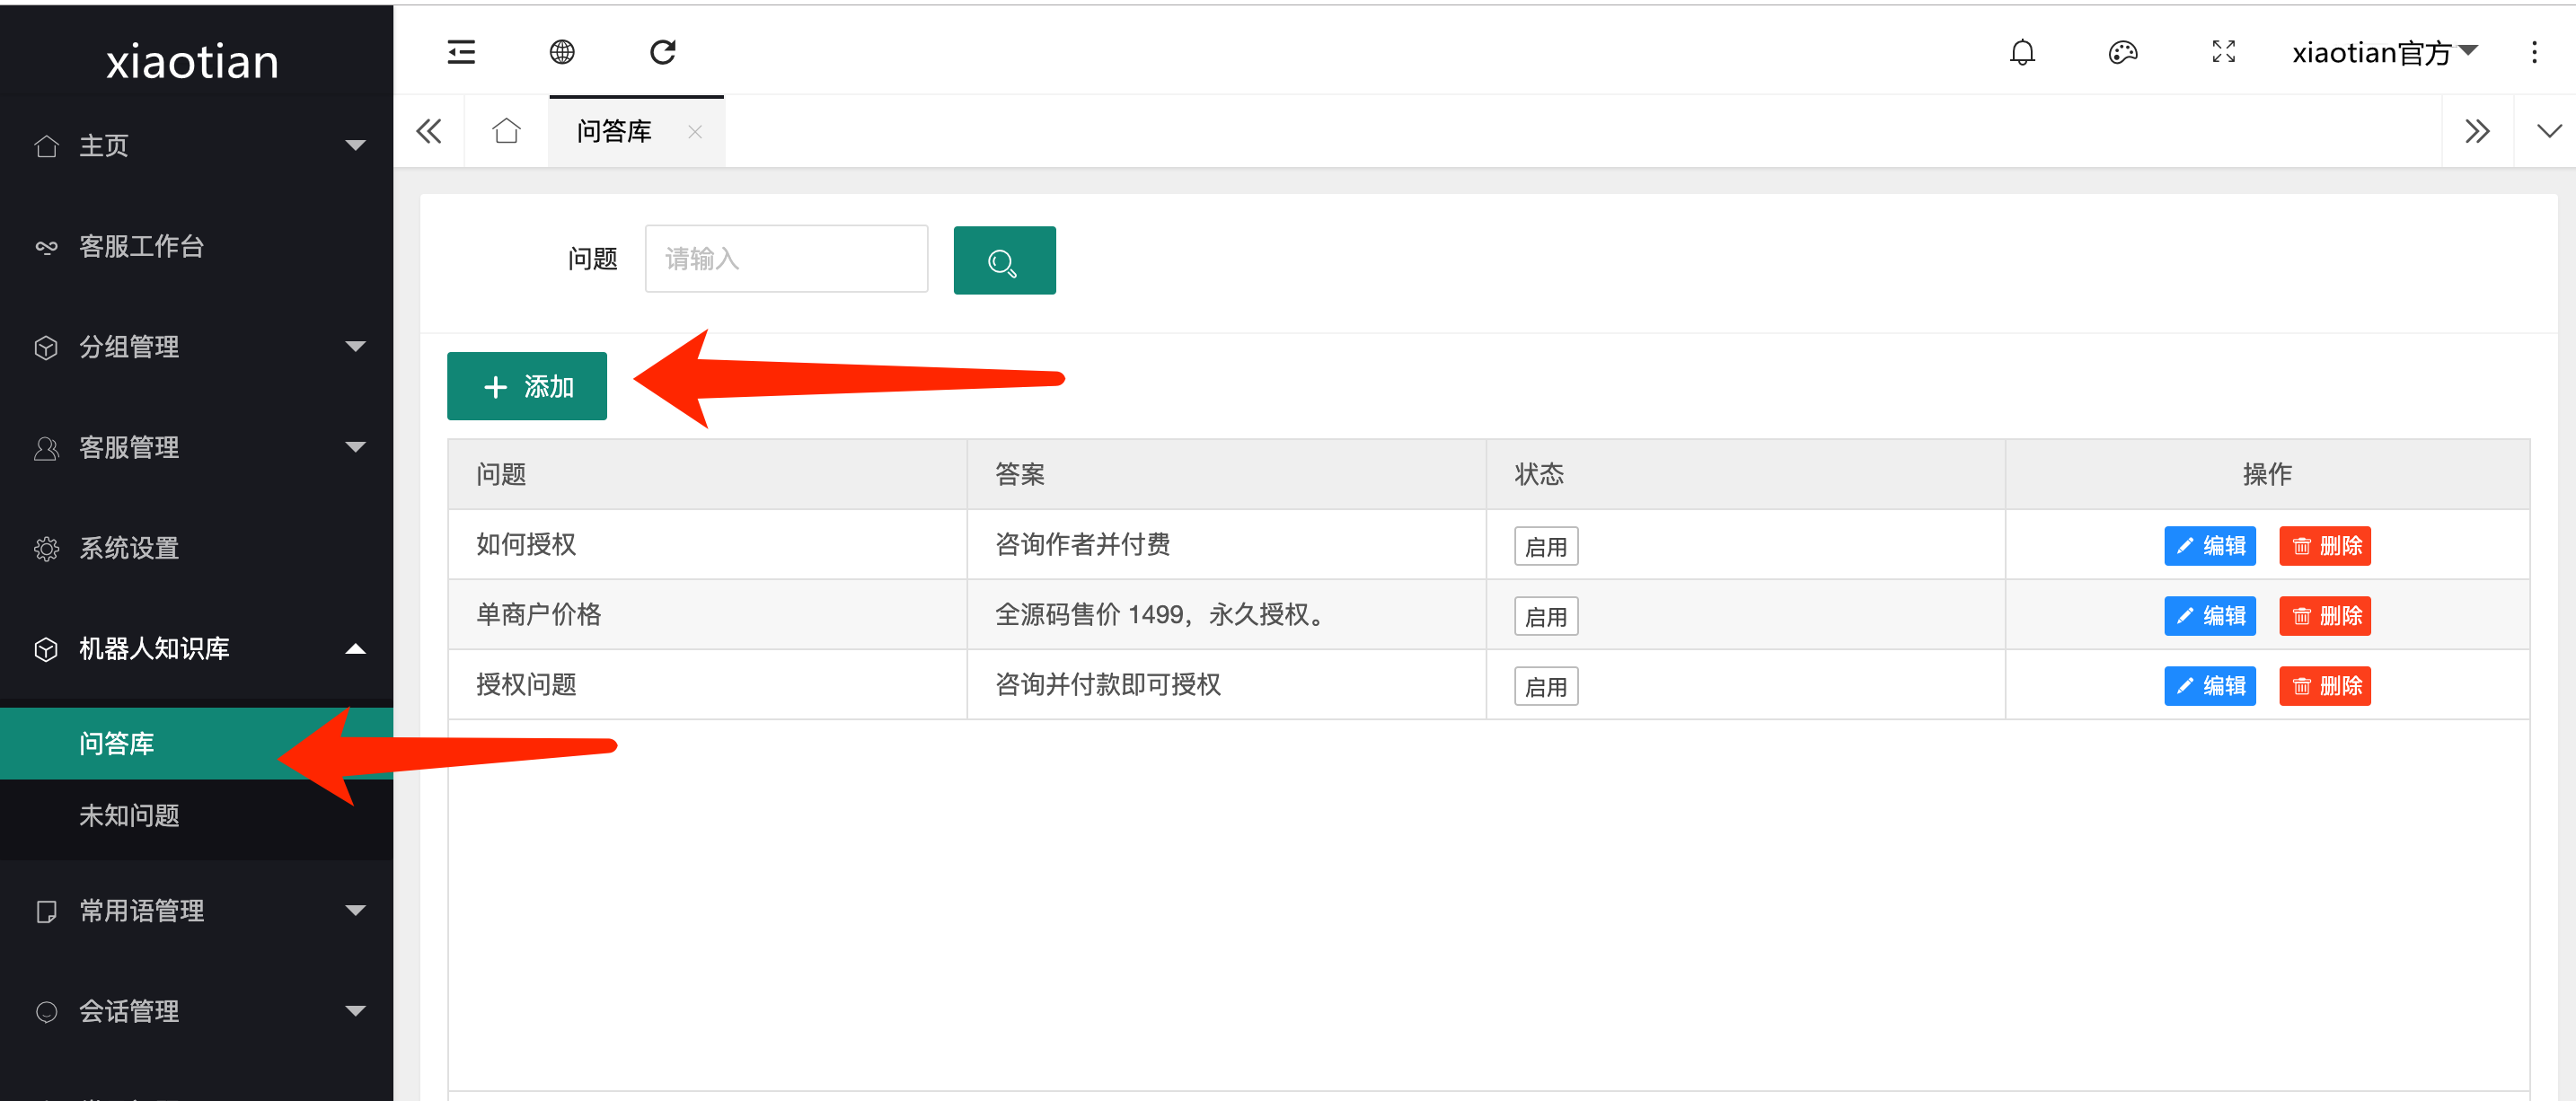 xiaotian
主页
客服工作台
分组管理
客服管理
系统设置
机器人知识库
问答库
未知问题
常用语管理
会话管理
xiaotian官方
问答库
问题 请输入
添加
问题 答案 状态 操作
如何授权 咨询作者并付费 启用 编辑 删除
单商户价格 全源码售价 1499，永久授权。 启用 编辑 删除
授权问题 咨询并付款即可授权 启用 编辑 删除